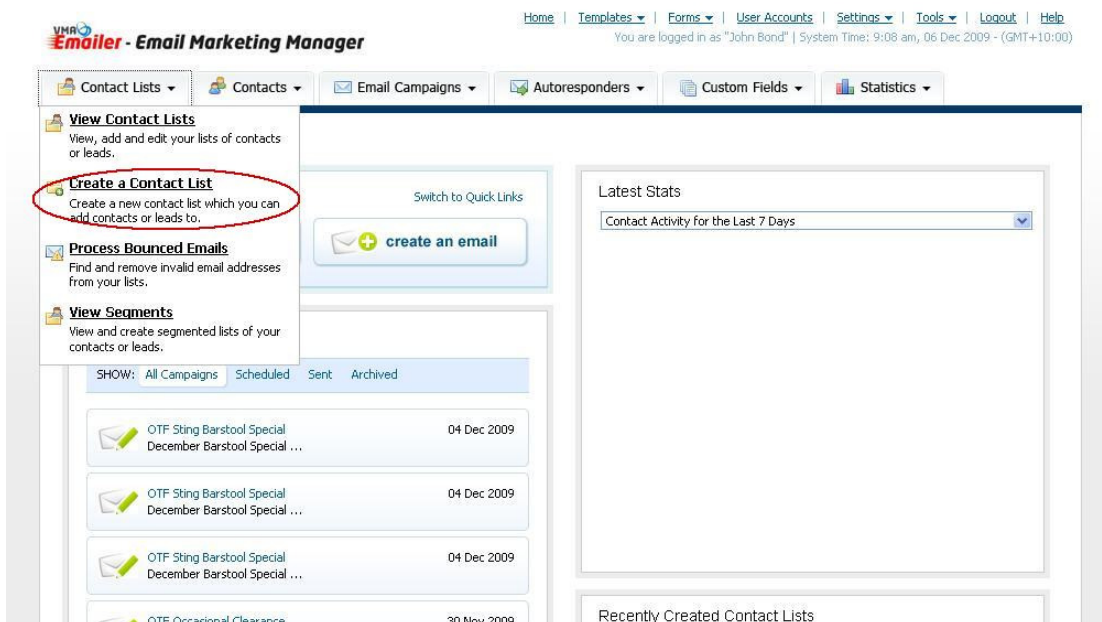 Home | Templates | Forms | User Accounts | Settings | Tools | Logout | Help
VMA
Emailer - Email Marketing Manager
You are logged in as "John Bond" | System Time: 9:08 am, 06 Dec 2009 - (GMT+10:00)
Contact Lists Contacts Email Campaigns Autoresponders Custom Fields Statistics
View Contact Lists
View, add and edit your lists of contacts
or leads.
Create a Contact List
Create a new contact list which you can
add contacts or leads to.
Process Bounced Emails
Find and remove invalid email addresses
from your lists.
View Segments
View and create segmented lists of your
contacts or leads.
Switch to Quick Links
create an email
Latest Stats
Contact Activity for the Last 7 Days
SHOW: All Campaigns Scheduled Sent Archived
OTF Sting Barstool Special 04 Dec 2009
December Barstool Special ...
OTF Sting Barstool Special 04 Dec 2009
December Barstool Special ...
OTF Sting Barstool Special 04 Dec 2009
December Barstool Special ...
OTF Occasional Clearance 30 Nov 2009
Recently Created Contact Lists